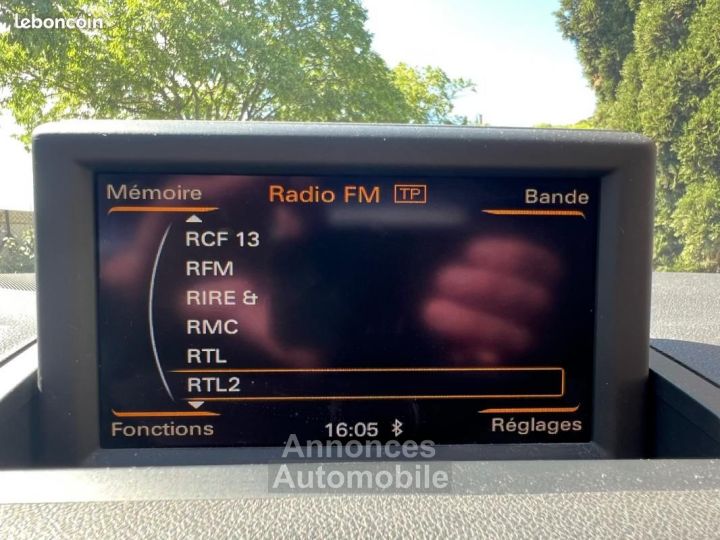 leboncoin
Mémoire Radio FM TP Bande
RCF 13
RFM
RIRE &
RMC
RTL
RTL2
Fonctions 16:05 Réglages
Annonces
Automobile